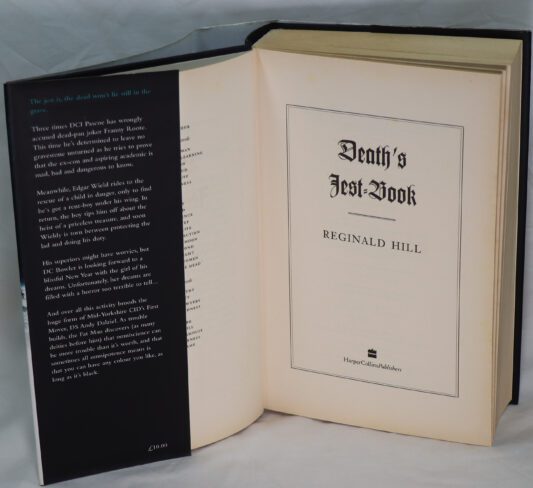 The jest is, the dead won't lie still in the
grave.
Three times DCI Pascoe has wrongly
accused dead-pan joker Franny Roote.
This time he's determined to leave no
gravestone unturned as he tries to prove
that the ex-con and aspiring academic is
mad, bad and dangerous to know.
Meanwhile, Edgar Wield rides to the
rescue of a child in danger, only to find
he's got a rent-boy under his wing. In
return, the boy tips him off about the
heist of a priceless treasure, and soon
Wieldy is torn between protecting the
lad and doing his duty.
His superiors might have worries, but
DC Bowler is looking forward to a
blissful New Year with the girl of his
dreams. Unfortunately, her dreams are
filled with a horror too terrible to tell...
And over all this activity broods the
huge form of Mid-Yorkshire CID's First
Mover, DS Andy Dalziel. As trouble
builds, the Fat Man discovers (as many
deities before him) that omniscience can
be more trouble than it's worth, and that
sometimes all omnipotence means is
that you can have any colour you like, as
long as it's black.
Death's
Jest-Book
REGINALD HILL
HarperCollinsPublishers